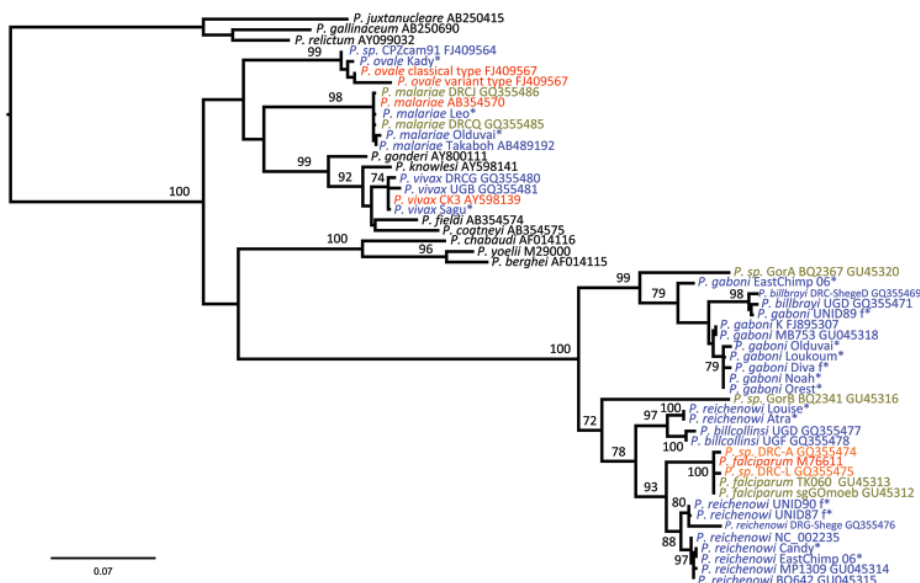 P. juxtanucleare AB250415
P. gallinaceum AB250690
P. relictum AY099032
99
P. sp. CPZcam91 FJ409564
P. ovale Kady*
P. ovale classical type FJ409567
P. ovale variant type FJ409567
P. malariae DRCJ GQ355486
98
P. malariae AB354570
P. malariae Leo*
P. malariae DRCQ GQ355485
P. malariae Olduvai*
P. malariae Takaboh AB489192
P. gonderi AY800111
99
P. knowlesi AY598141
92
74
P. vivax DRCG GQ355480
P. vivax UGB GQ355481
100
P. vivax CK3 AY598139
P. vivax Sagu*
P. fieldi AB354574
P. coatneyi AB354575
100
P. chabaudi AF014116
96
P. yoelii M29000
P. berghei AF014115
99
P. sp. GorA BQ2367 GU45320
P. gaboni EastChimp 06*
79
98
P. billbrayi DRC-ShegeD GQ355469
P. billbrayi UGD GQ355471
P. gaboni UNID89 f*
P. gaboni K FJ895307
P. gaboni MB753 GU045318
P. gaboni Olduvai*
100
P. gaboni Loukoum*
79
P. gaboni Diva f*
P. gaboni Noah*
P. gaboni Orest*
P. sp. GorB BQ2341 GU45316
72
97
100
P. reichenowi Louise*
P. reichenowi Atra*
P. billcollinsi UGD GQ355477
100
P. billcollinsi UGF GQ355478
78
P. sp. DRC-A GQ355474
P. falciparum M76611
100
P. sp. DRC-L GQ355475
P. falciparum TK060 GU45313
93
P. falciparum sgGOmoeb GU45312
80
P. reichenowi UNID90 f*
P. reichenowi UNID87 f*
P. reichenowi DRG-Shege GQ355476
88
P. reichenowi NC_002235
P. reichenowi Candy*
97
P. reichenowi EastChimp 06*
P. reichenowi MP1309 GU045314
P. reichenowi BQ642 GU045315
0.07